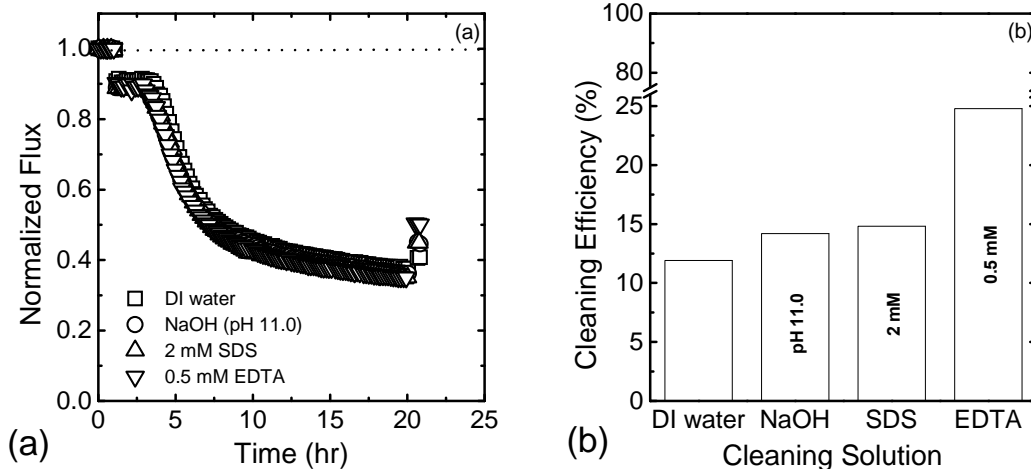 (a)
1.0
0.8
0.6
0.4
0.2
0.0
Normalized Flux
DI water
NaOH (pH 11.0)
2 mM SDS
0.5 mM EDTA
0 5 10 15 20 25
Time (hr)
(a)
(b)
100
80
25
20
15
10
5
0
Cleaning Efficiency (%)
pH 11.0
2 mM
0.5 mM
DI water NaOH SDS EDTA
Cleaning Solution
(b)